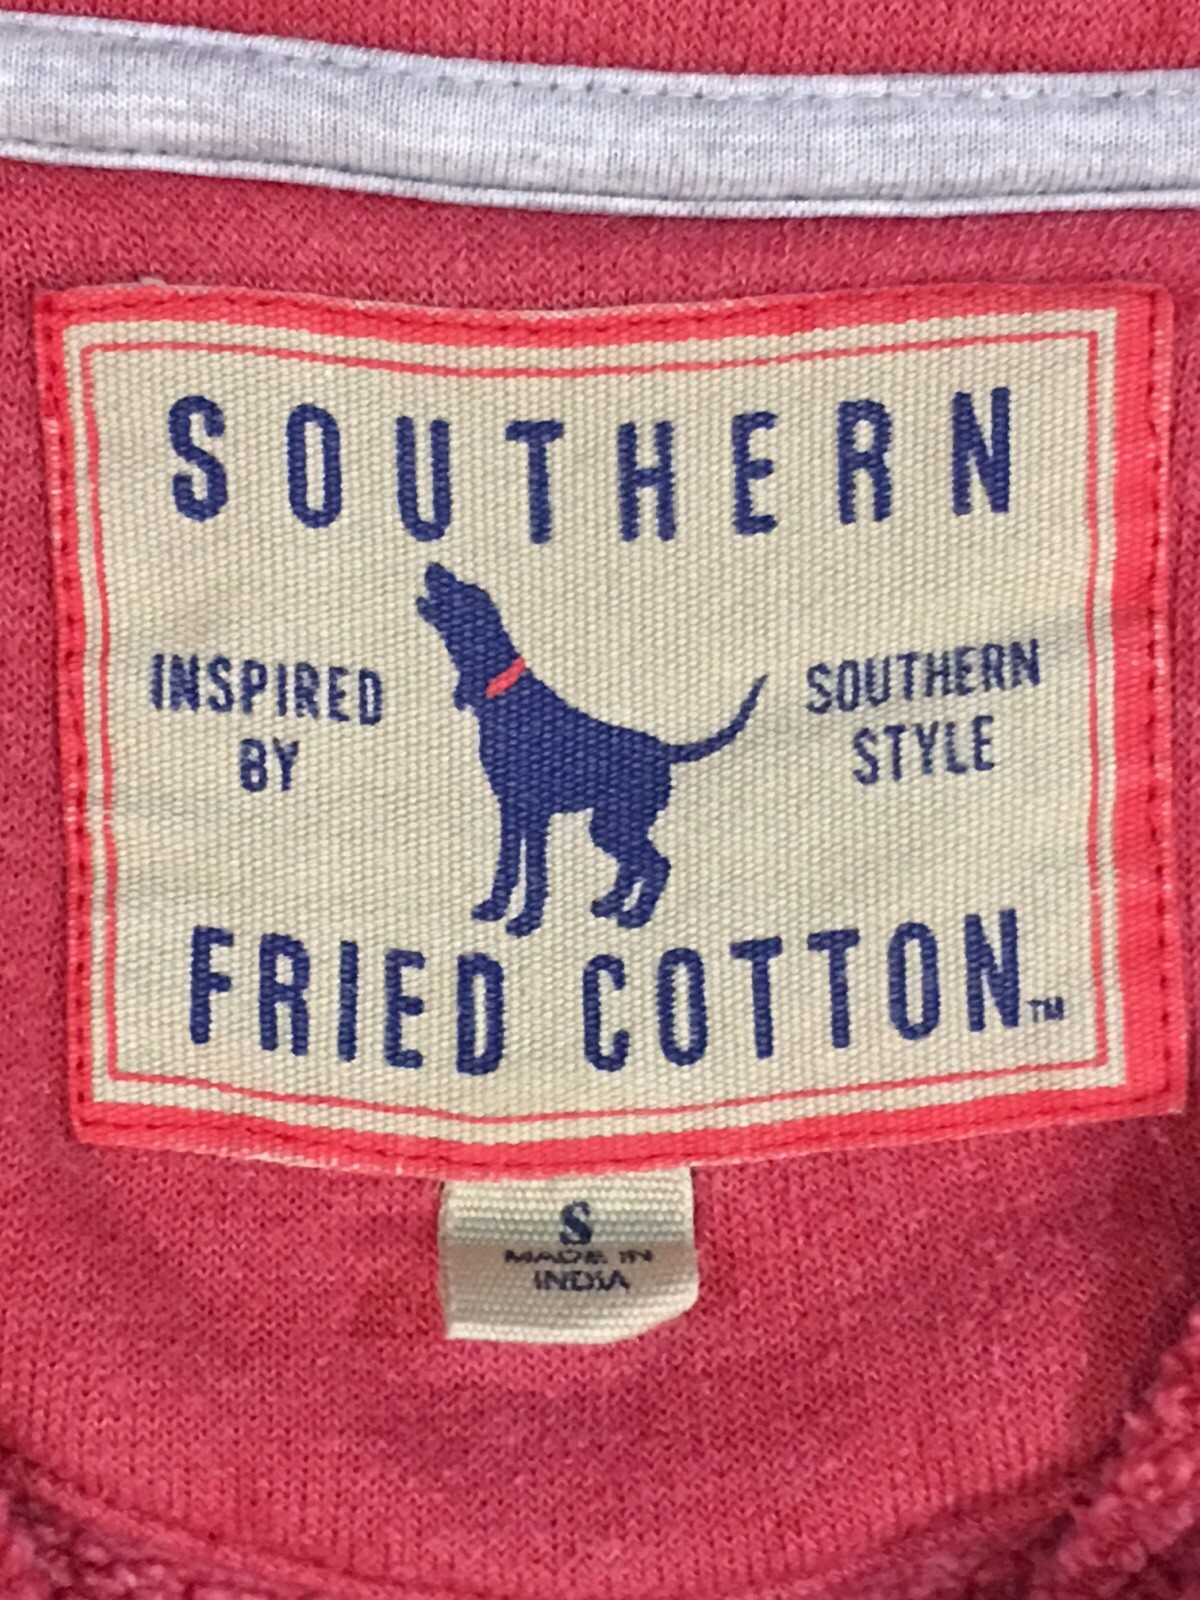 SOUTHERN
INSPIRED
BY
SOUTHERN
STYLE
FRIED COTTON™
S
MADE IN
INDIA